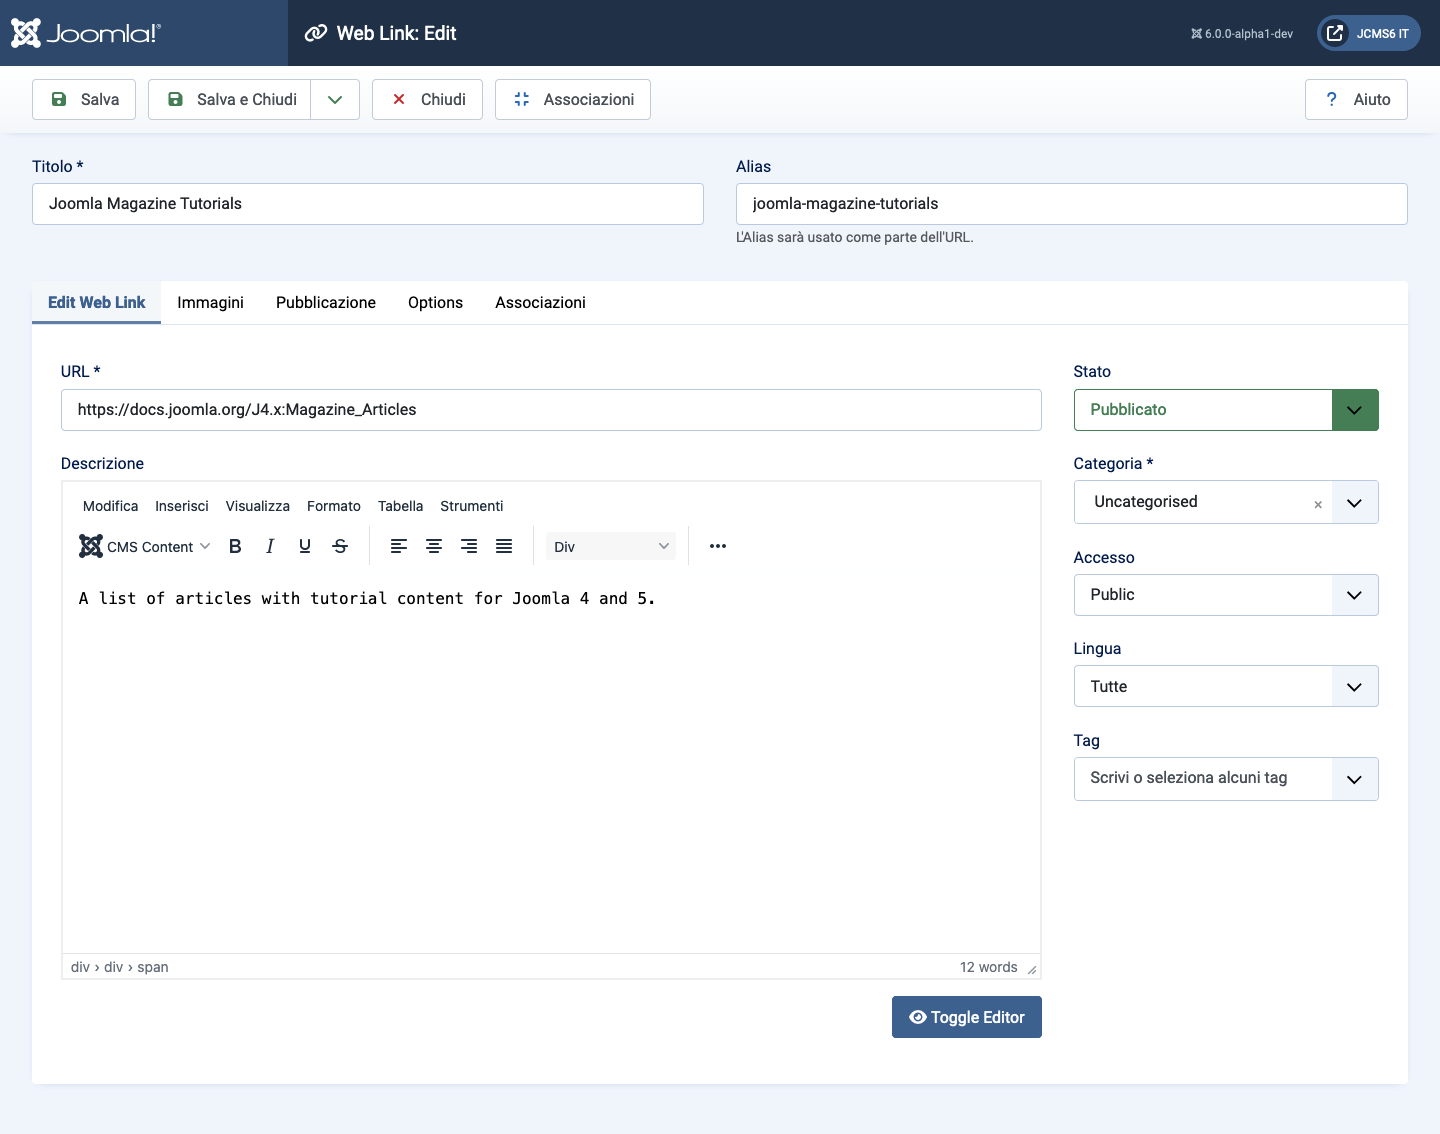 Joomla!®
Web Link: Edit
6.0.0-alpha1-dev
JCMS6 IT
Salva
Salva e Chiudi
Chiudi
Associazioni
Aiuto
Titolo *
Joomla Magazine Tutorials
Alias
joomla-magazine-tutorials
L'Alias sarà usato come parte dell'URL.
Edit Web Link
Immagini
Pubblicazione
Options
Associazioni
URL *
https://docs.joomla.org/J4.x:Magazine_Articles
Descrizione
Modifica Inserisci Visualizza Formato Tabella Strumenti
CMS Content B I U S Div
A list of articles with tutorial content for Joomla 4 and 5.
div › div › span
12 words
Toggle Editor
Stato
Pubblicato
Categoria *
Uncategorised ×
Accesso
Public
Lingua
Tutte
Tag
Scrivi o seleziona alcuni tag